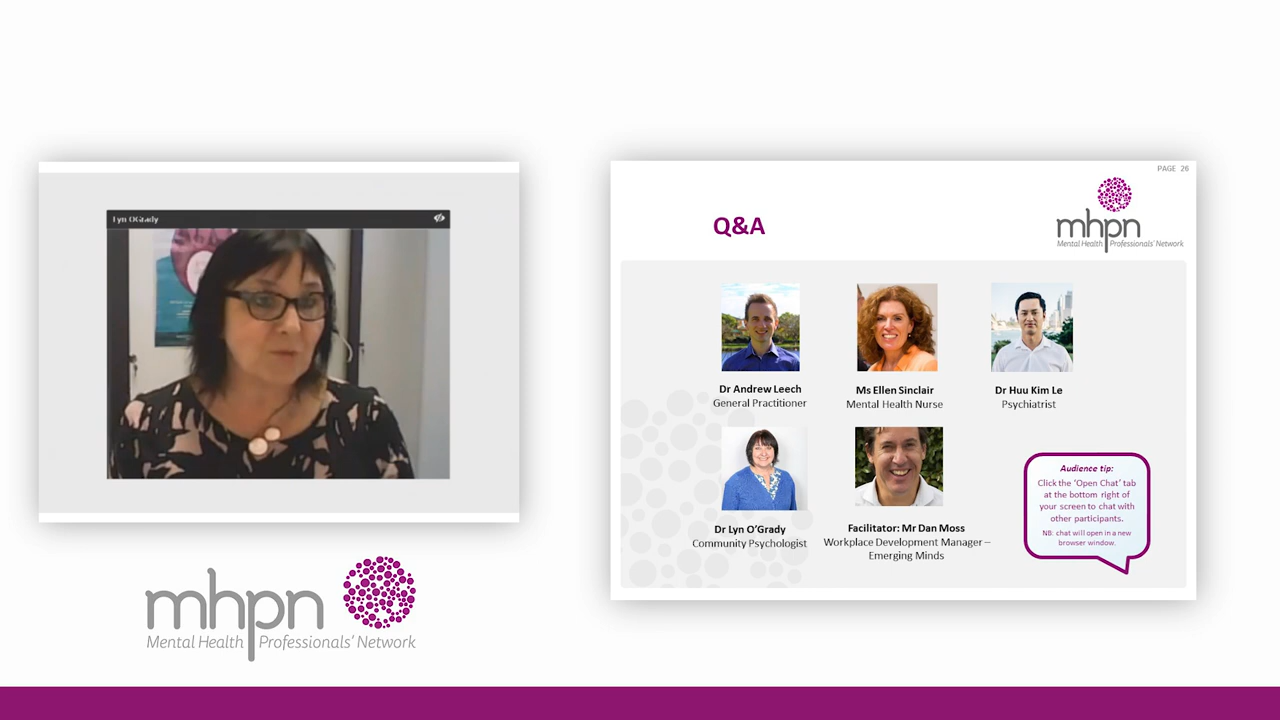 Lyn OGrady
mhpn
Mental Health Professionals' Network
PAGE 26
Q&A
mhpn
Mental Health Professionals' Network
Dr Andrew Leech
General Practitioner
Ms Ellen Sinclair
Mental Health Nurse
Dr Huu Kim Le
Psychiatrist
Dr Lyn O'Grady
Community Psychologist
Facilitator: Mr Dan Moss
Workplace Development Manager –
Emerging Minds
Audience tip:
Click the 'Open Chat' tab
at the bottom right of
your screen to chat with
other participants.
NB: chat will open in a new
browser window.